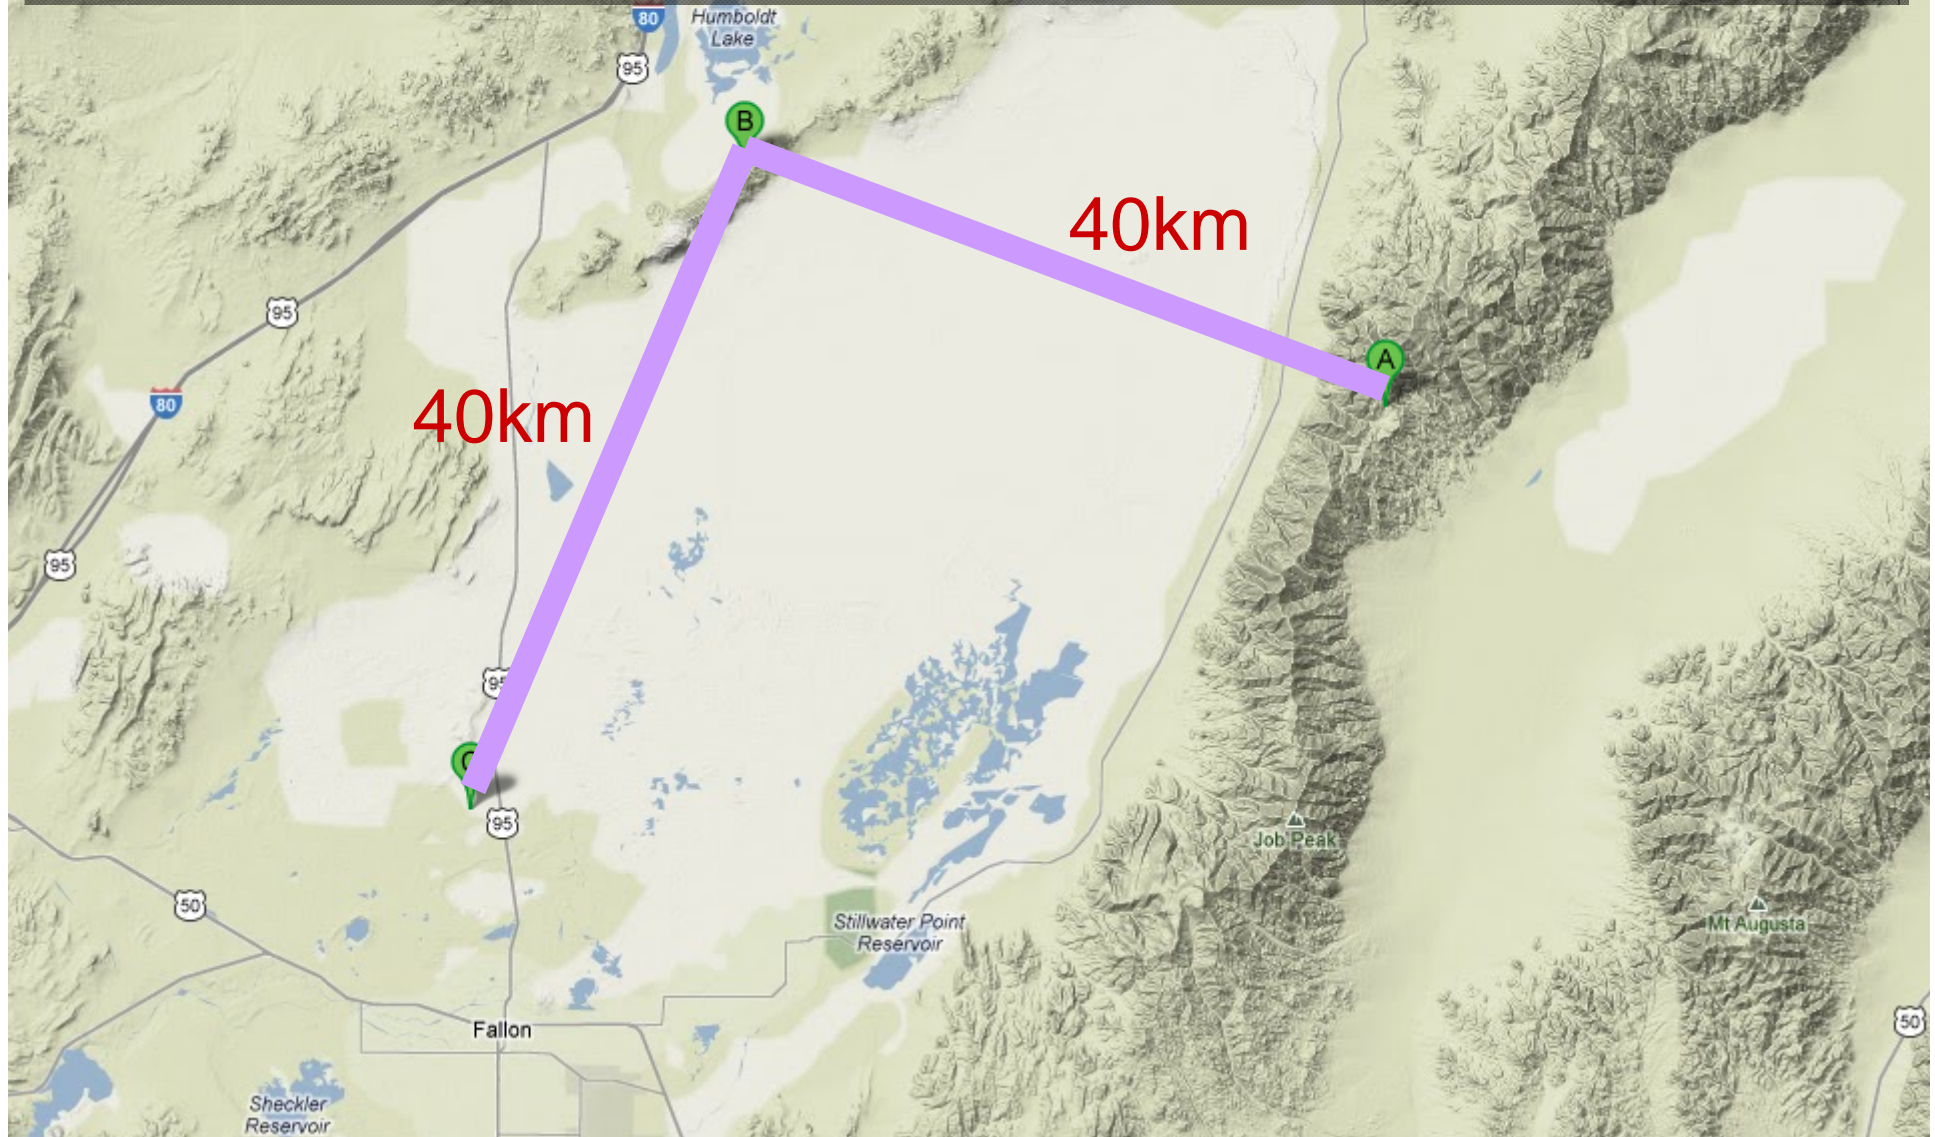 80
Humboldt
Lake
95
B
40km
95
A
40km
80
95
95
C
95
Job Peak
50
Stillwater Point
Reservoir
Mt Augusta
Fallon
50
Sheckler
Reservoir